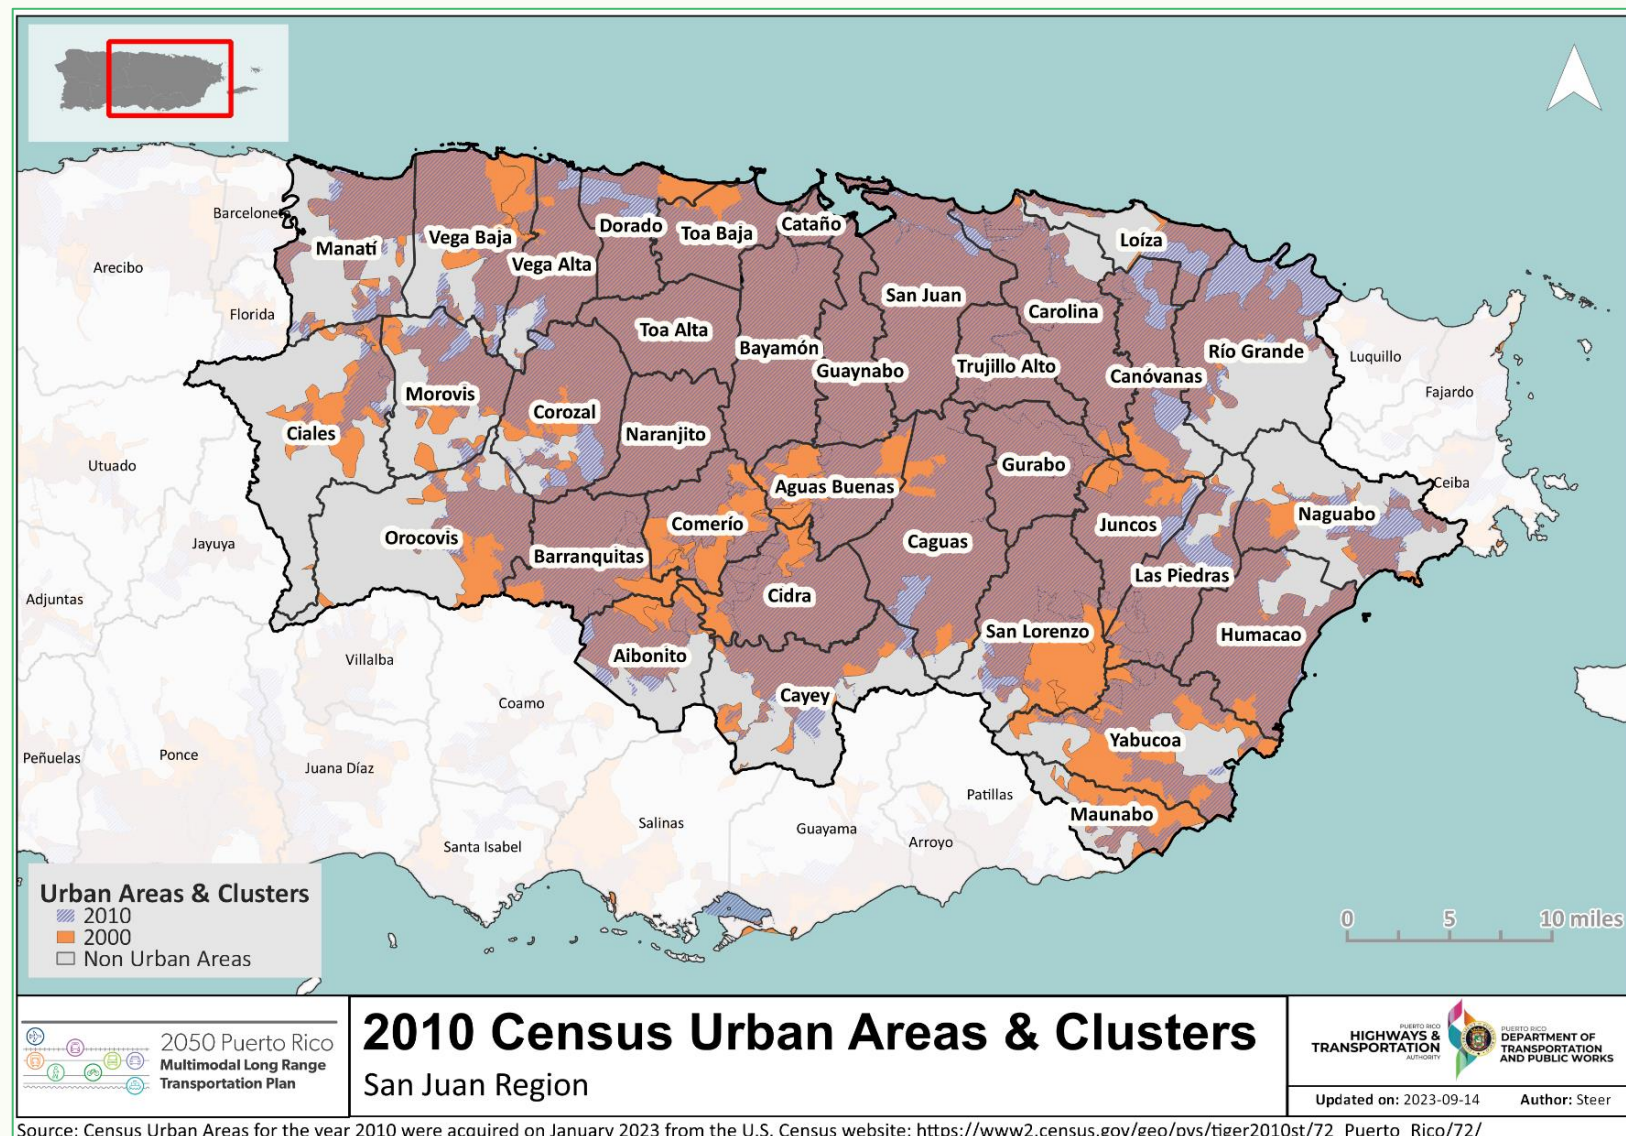 Barceloneta
Manatí
Vega Baja
Vega Alta
Dorado
Toa Baja
Cataño
Loíza
Arecibo
Florida
San Juan
Carolina
Toa Alta
Bayamón
Guaynabo
Trujillo Alto
Canóvanas
Río Grande
Luquillo
Fajardo
Morovis
Corozal
Ciales
Naranjito
Utuado
Gurabo
Aguas Buenas
Ceiba
Naguabo
Juncos
Comerío
Orocovis
Jayuya
Barranquitas
Caguas
Las Piedras
Adjuntas
Cidra
San Lorenzo
Humacao
Villalba
Aibonito
Cayey
Coamo
Yabucoa
Peñuelas
Ponce
Juana Díaz
Patillas
Maunabo
Salinas
Guayama
Arroyo
Santa Isabel
Urban Areas & Clusters
2010
2000
Non Urban Areas
0 5 10 miles
2050 Puerto Rico
Multimodal Long Range
Transportation Plan
2010 Census Urban Areas & Clusters
San Juan Region
PUERTO RICO
HIGHWAYS &
TRANSPORTATION
AUTHORITY
PUERTO RICO
DEPARTMENT OF
TRANSPORTATION
AND PUBLIC WORKS
Updated on: 2023-09-14 Author: Steer
Source: Census Urban Areas for the year 2010 were acquired on January 2023 from the U.S. Census website: https://www2.census.gov/geo/pvs/tiger2010st/72_Puerto_Rico/72/